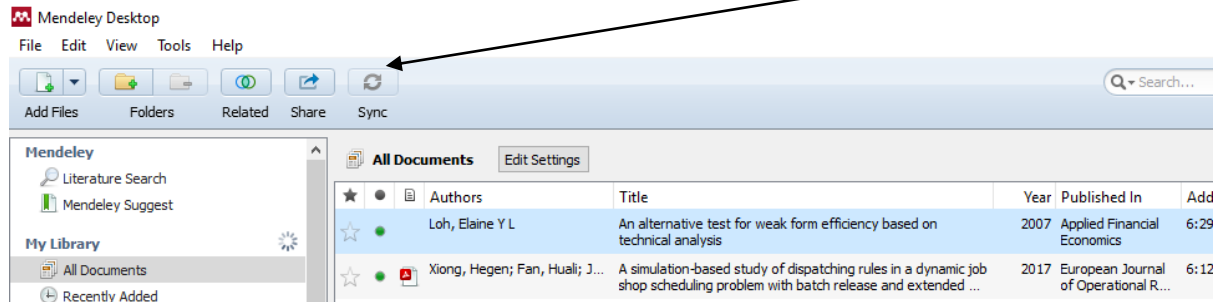 Mendeley Desktop
File Edit View Tools Help
Search...
Add Files Folders Related Share Sync
Mendeley
Literature Search
Mendeley Suggest
My Library
All Documents
Recently Added
All Documents Edit Settings
Authors Title Year Published In Add
Loh, Elaine Y L An alternative test for weak form efficiency based on 2007 Applied Financial 6:29
technical analysis Economics
Xiong, Hegen; Fan, Huali; J... A simulation-based study of dispatching rules in a dynamic job 2017 European Journal 6:12
shop scheduling problem with batch release and extended ... of Operational R...